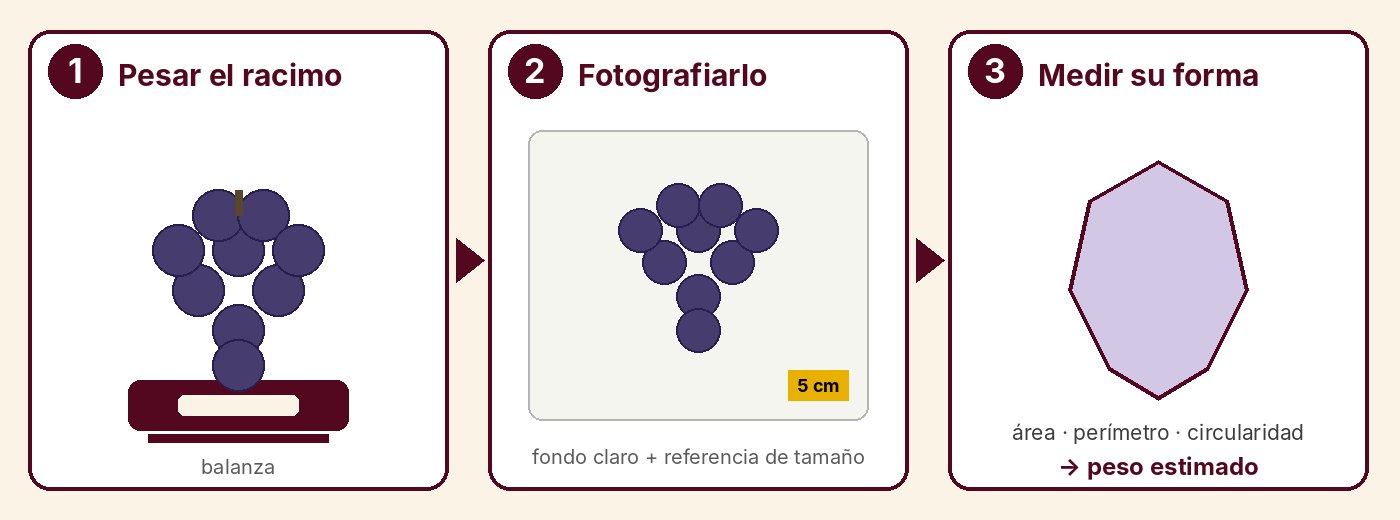 1 Pesar el racimo
balanza
2 Fotografiarlo
5 cm
fondo claro + referencia de tamaño
3 Medir su forma
área · perímetro · circularidad
→ peso estimado